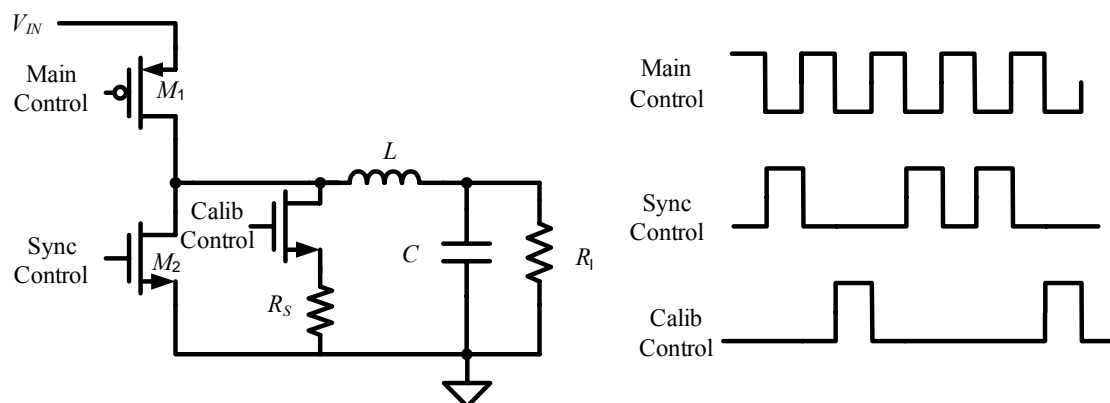 V_IN
Main
Control
M1
L
Calib
Control
Sync
Control
M2
R_S
C
R_l
Main
Control
Sync
Control
Calib
Control